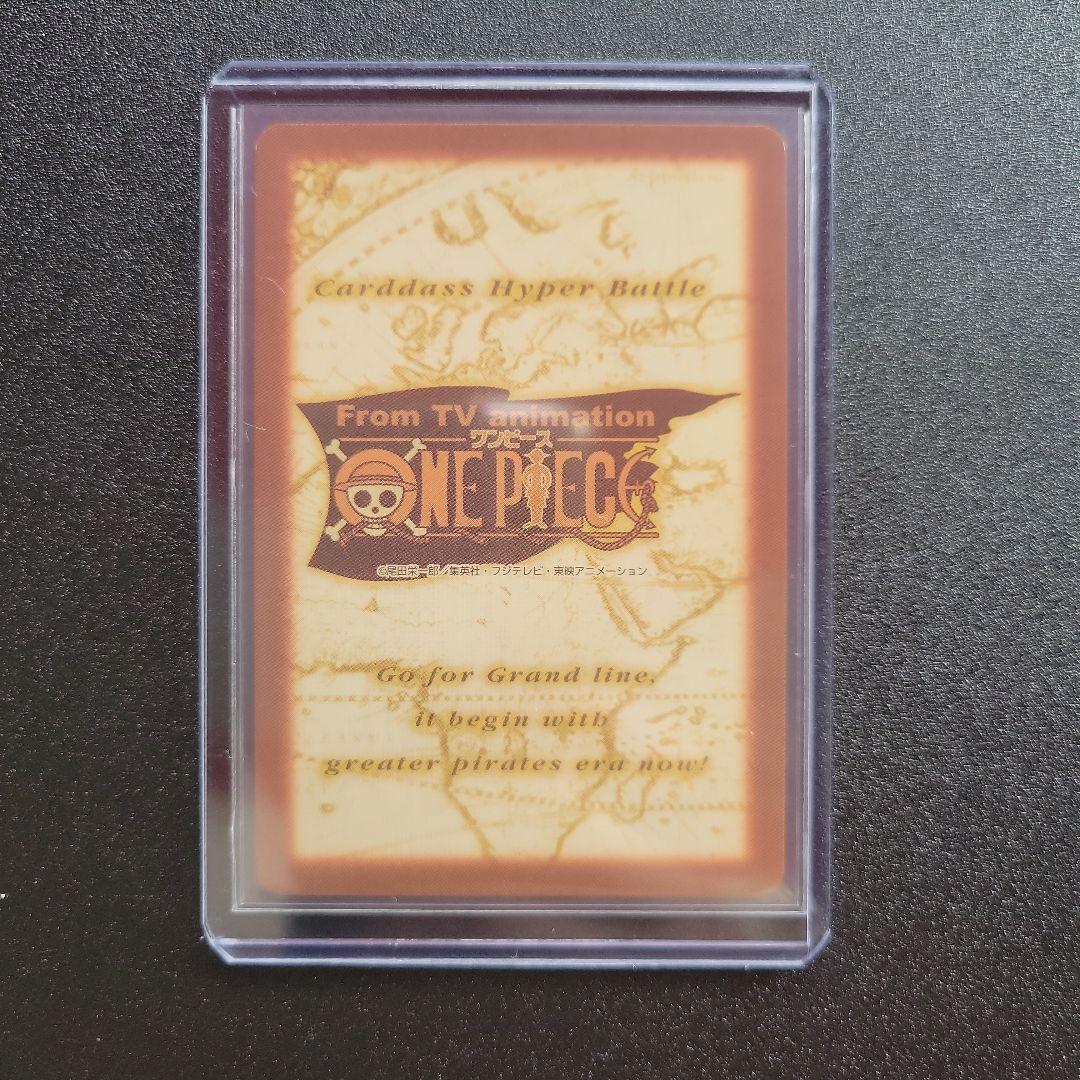 Carddass Hyper Battle
From TV animation
ワンピース
ONE PIECE
©尾田栄一郎／集英社・フジテレビ・東映アニメーション
Go for Grand line,
it begin with
greater pirates era now!